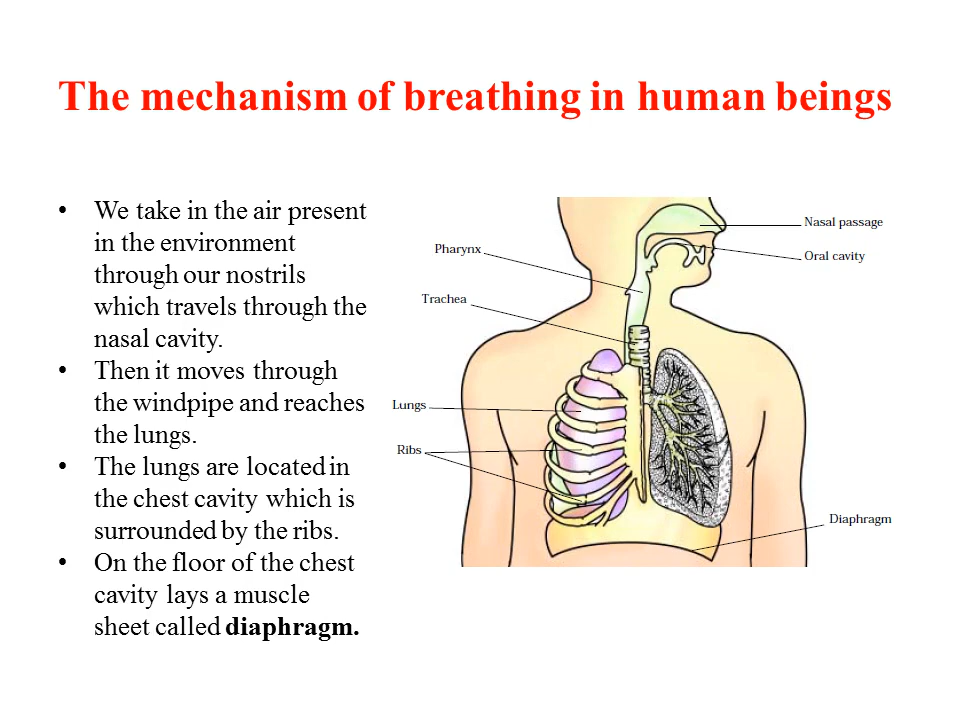 The mechanism of breathing in human beings
• We take in the air present
in the environment
through our nostrils
which travels through the
nasal cavity.
• Then it moves through
the windpipe and reaches
the lungs.
• The lungs are located in
the chest cavity which is
surrounded by the ribs.
• On the floor of the chest
cavity lays a muscle
sheet called diaphragm.
Nasal passage
Pharynx
Oral cavity
Trachea
Lungs
Ribs
Diaphragm